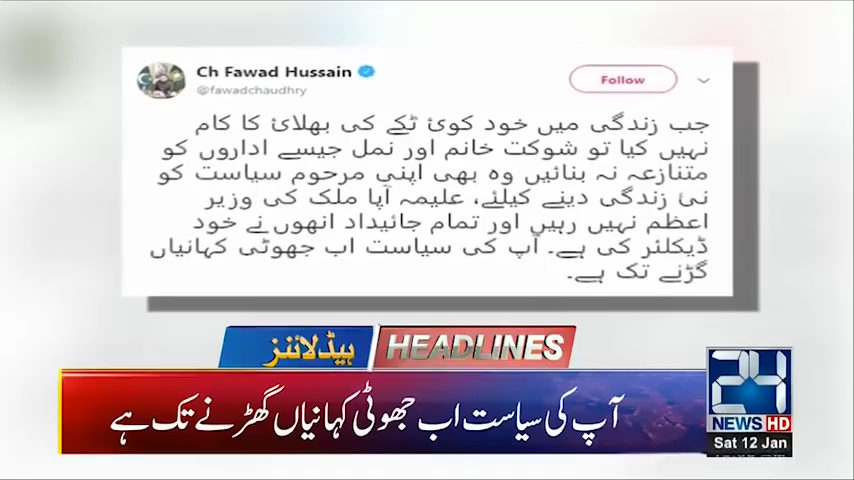 Ch Fawad Hussain
@fawadchaudhry
Follow
جب زندگی میں خود کوئ ٹکے کی بھلائ کا کام
نہیں کیا تو شوکت خانم اور نمل جیسے اداروں کو
متنازعہ نہ بنائیں وہ بھی اپنی مرحوم سیاست کو
نئ زندگی دینے کیلئے، علیمہ آپا ملک کی وزیر
اعظم نہیں رہیں اور تمام جائیداد انھوں نے خود
ڈیکلئر کی ہے۔ آپ کی سیاست اب جھوٹی کہانیاں
گڑنے تک ہے۔
ہیڈلائنز
HEADLINES
آپ کی سیاست اب جھوٹی کہانیاں گھڑنے تک ہے
24
NEWS HD
Sat 12 Jan